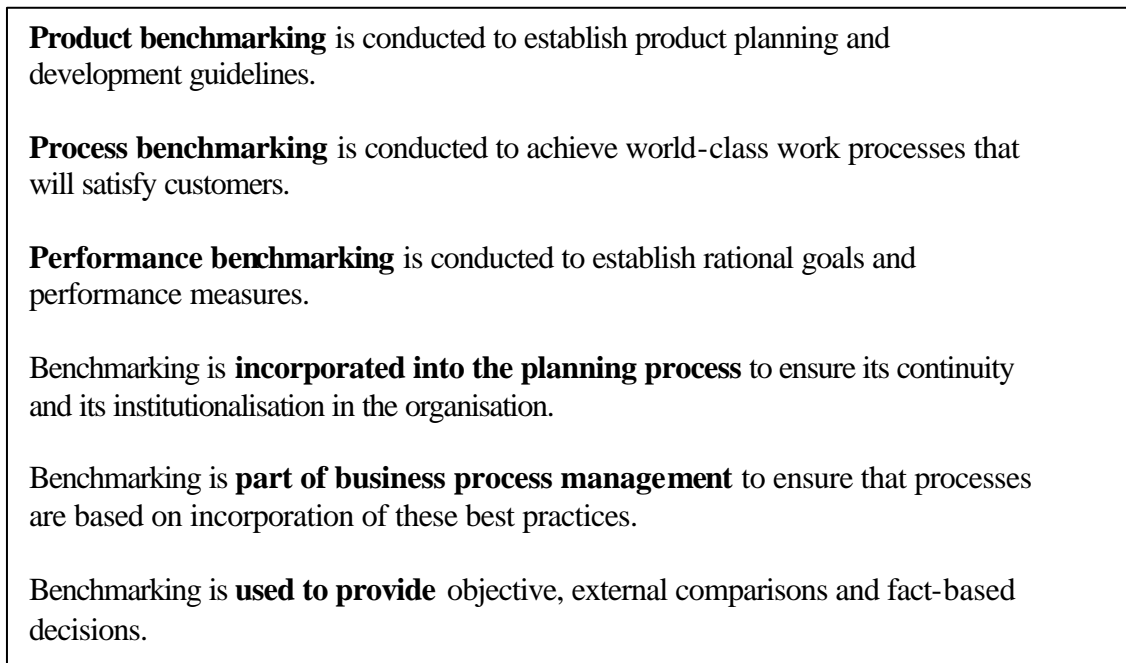 Product benchmarking is conducted to establish product planning and
development guidelines.
Process benchmarking is conducted to achieve world-class work processes that
will satisfy customers.
Performance benchmarking is conducted to establish rational goals and
performance measures.
Benchmarking is incorporated into the planning process to ensure its continuity
and its institutionalisation in the organisation.
Benchmarking is part of business process management to ensure that processes
are based on incorporation of these best practices.
Benchmarking is used to provide objective, external comparisons and fact-based
decisions.